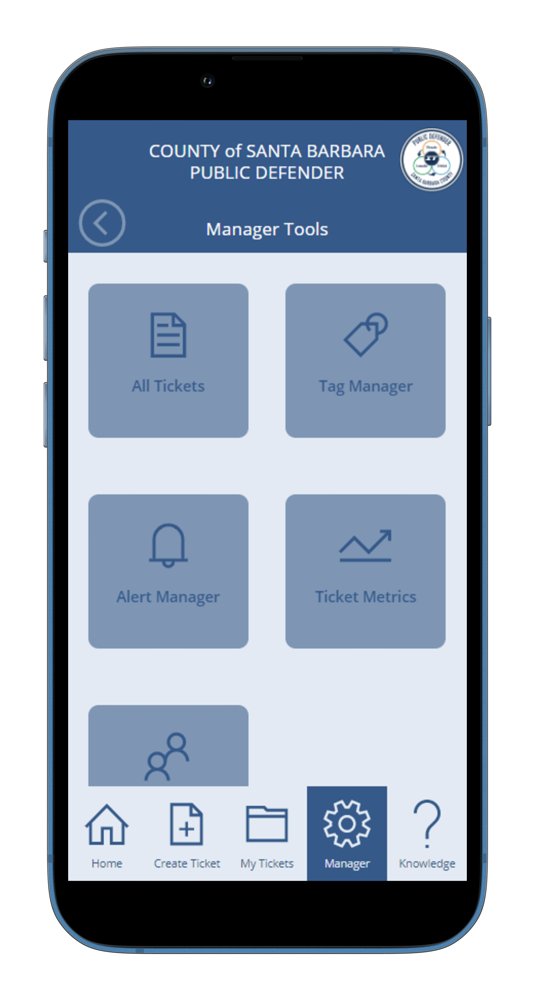 COUNTY of SANTA BARBARA
PUBLIC DEFENDER
PUBLIC DEFENDER
SANTA BARBARA COUNTY
Manager Tools
All Tickets
Tag Manager
Alert Manager
Ticket Metrics
Home
Create Ticket
My Tickets
Manager
Knowledge